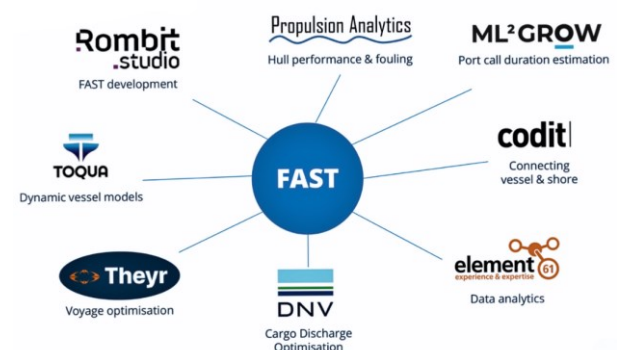 Rombit
.studio
FAST development
Propulsion Analytics
Hull performance & fouling
ML²GROW
Port call duration estimation
TOQUA
Dynamic vessel models
FAST
codit
Connecting
vessel & shore
Theyr
Voyage optimisation
DNV
Cargo Discharge
Optimisation
element 61
experience & expertise
Data analytics